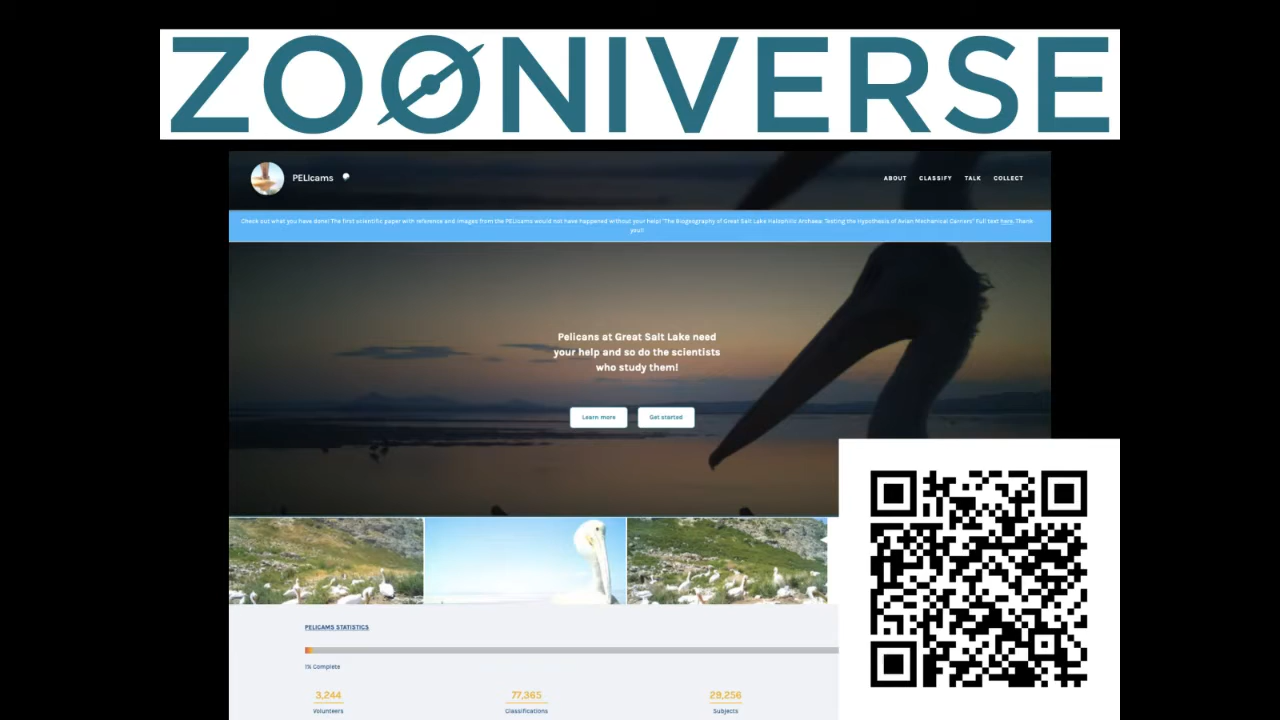 ZOONIVERSE
PELIcams
ABOUT CLASSIFY TALK COLLECT
Check out what you have done! The first scientific paper with reference and images from the PELIcams would not have happened without your help! "The Biogeography of Great Salt Lake Halophilic Archaea: Testing the Hypothesis of Avian Mechanical Carriers" Full text here. Thank
you!!
Pelicans at Great Salt Lake need
your help and so do the scientists
who study them!
Learn more Get started
PELICAMS STATISTICS
1% Complete
3,244 77,365 29,256
Volunteers Classifications Subjects